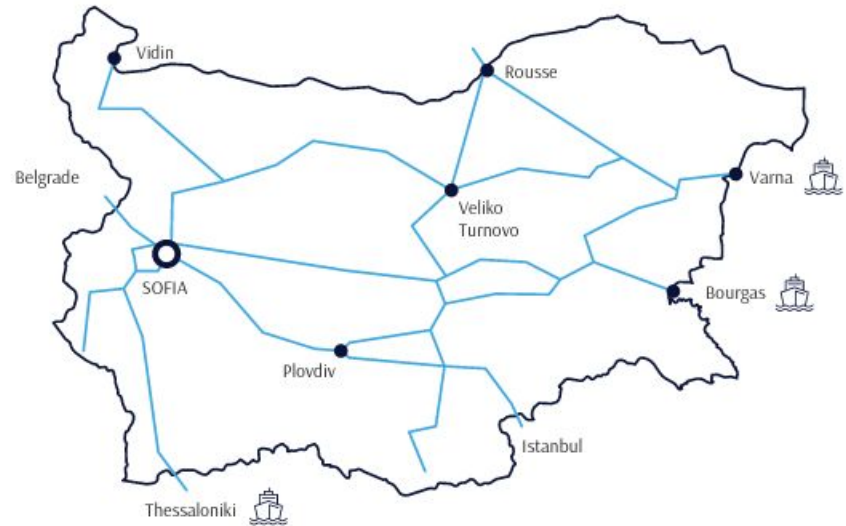 Vidin
Rousse
Belgrade
Varna
Veliko
Turnovo
SOFIA
Bourgas
Plovdiv
Istanbul
Thessaloniki